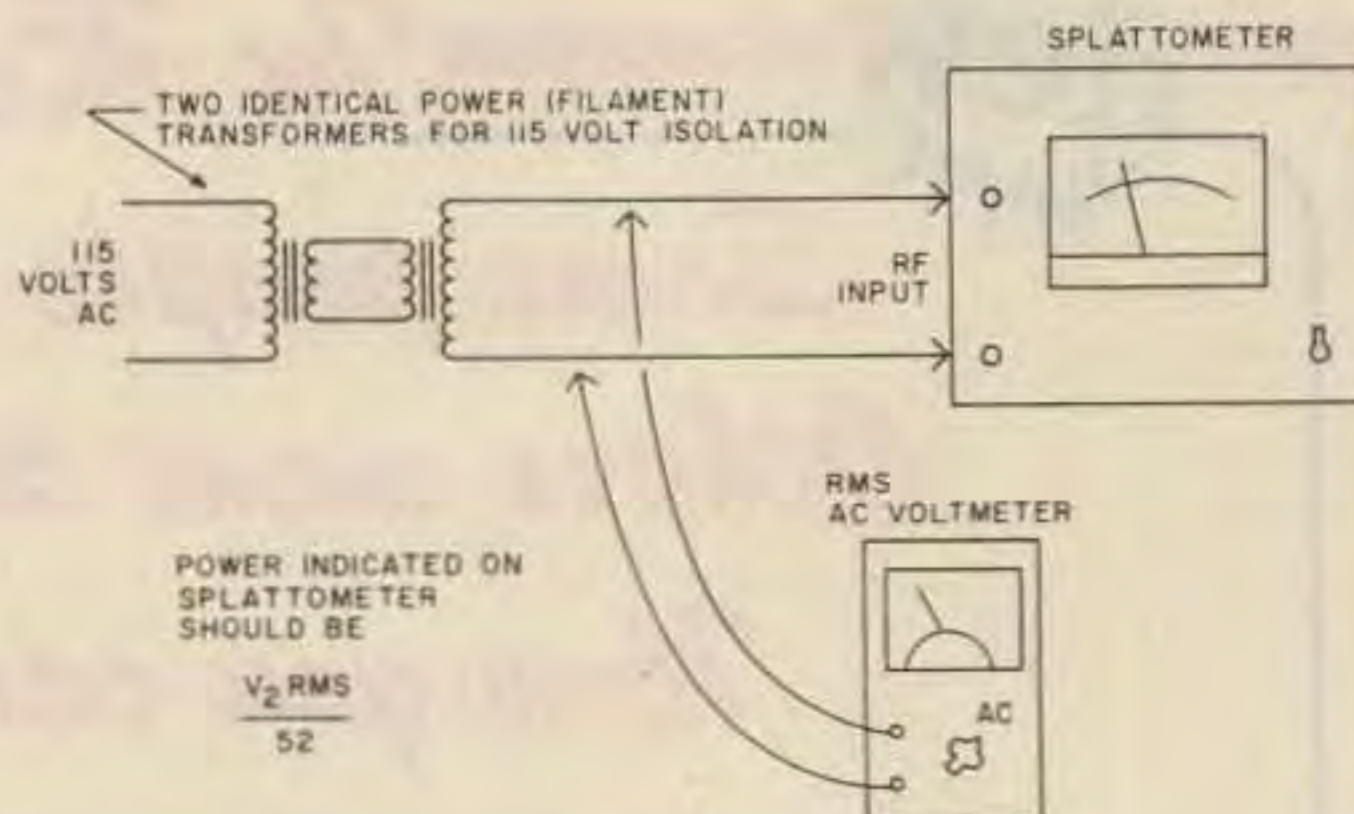 SPLATTOMETER
TWO IDENTICAL POWER (FILAMENT)
TRANSFORMERS FOR 115 VOLT ISOLATION
115
VOLTS
AC
RF
INPUT
RMS
AC VOLTMETER
AC
POWER INDICATED ON
SPLATTOMETER
SHOULD BE
V₂ RMS
52